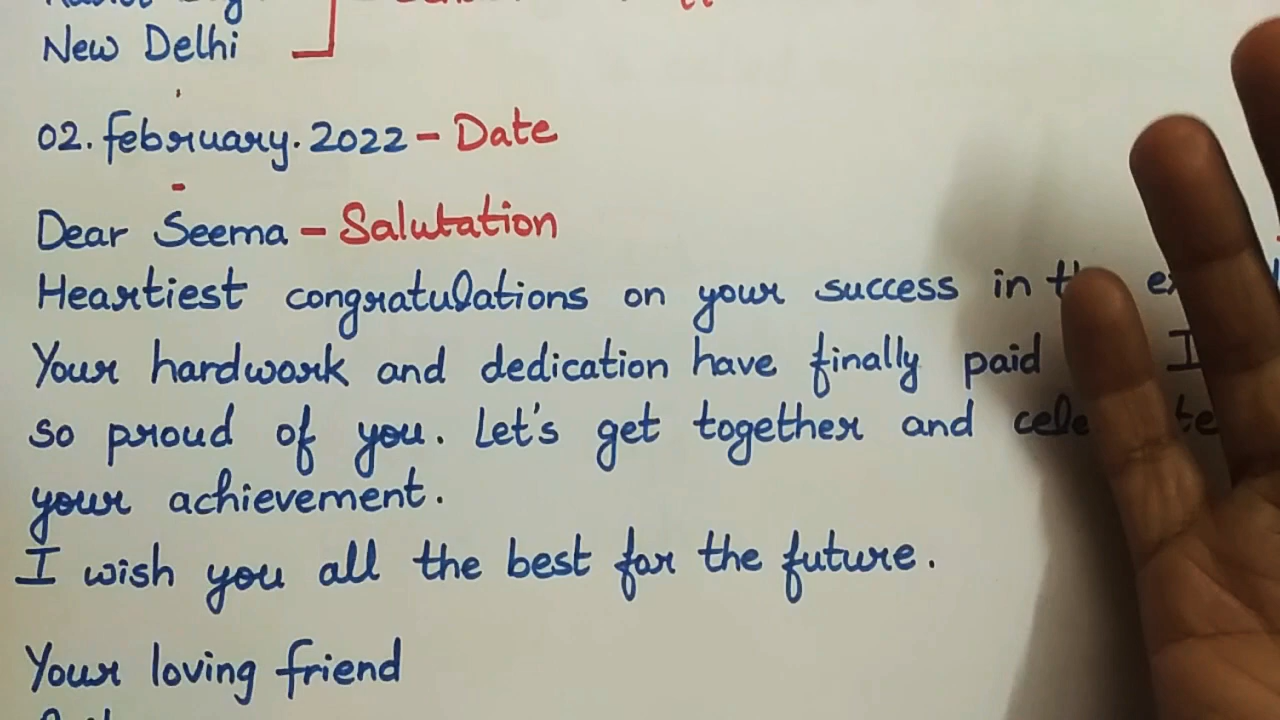 New Delhi
02. february. 2022 - Date
Dear Seema - Salutation
Heartiest congratulations on your success in
Your hardwork and dedication have finally paid I
so proud of you. Let's get together and
your achievement.
I wish you all the best for the future.
Your loving friend